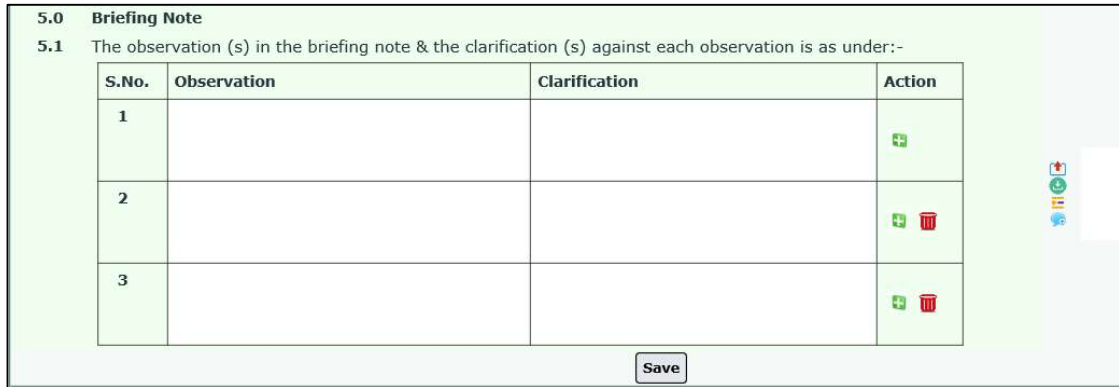 5.0 Briefing Note
5.1 The observation (s) in the briefing note & the clarification (s) against each observation is as under:-
S.No. Observation Clarification Action
1
2
3
Save